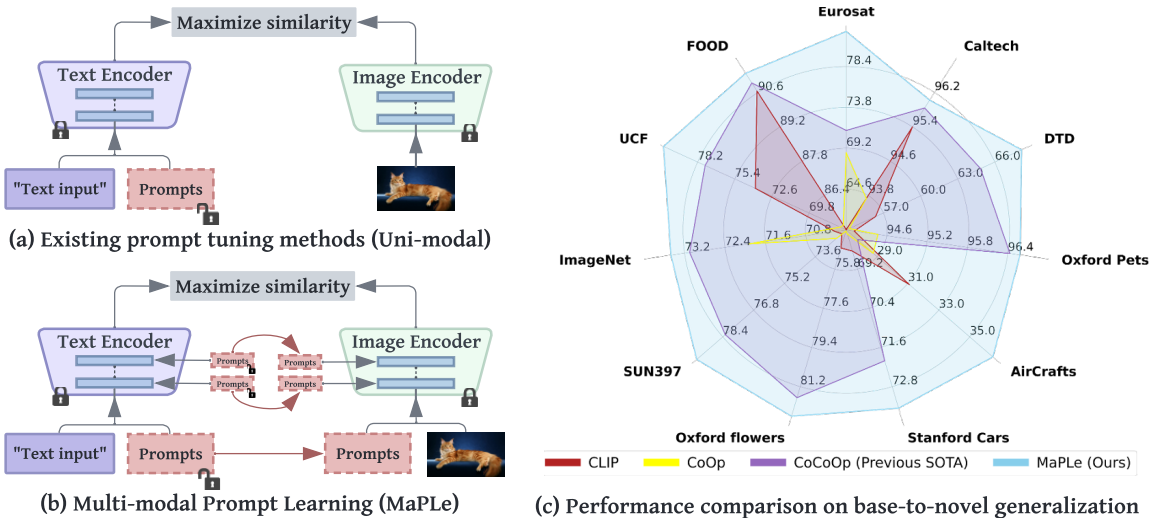 Maximize similarity
Text Encoder
Image Encoder
"Text input"
Prompts
(a) Existing prompt tuning methods (Uni-modal)
Maximize similarity
Text Encoder
Image Encoder
Prompts
Prompts
Prompts
Prompts
"Text input"
Prompts
Prompts
(b) Multi-modal Prompt Learning (MaPLe)
Eurosat
78.4
73.8
69.2
64.6
Caltech
96.2
95.4
94.6
93.8
DTD
66.0
63.0
60.0
57.0
Oxford Pets
96.4
95.8
95.2
94.6
AirCrafts
35.0
33.0
31.0
29.0
Stanford Cars
72.8
71.6
70.4
69.2
Oxford flowers
81.2
79.4
77.6
75.8
SUN397
78.4
76.8
75.2
73.6
ImageNet
73.2
72.4
71.6
70.8
UCF
78.2
75.4
72.6
69.8
FOOD
90.6
89.2
87.8
86.4
CLIP
CoOp
CoCoOp (Previous SOTA)
MaPLe (Ours)
(c) Performance comparison on base-to-novel generalization